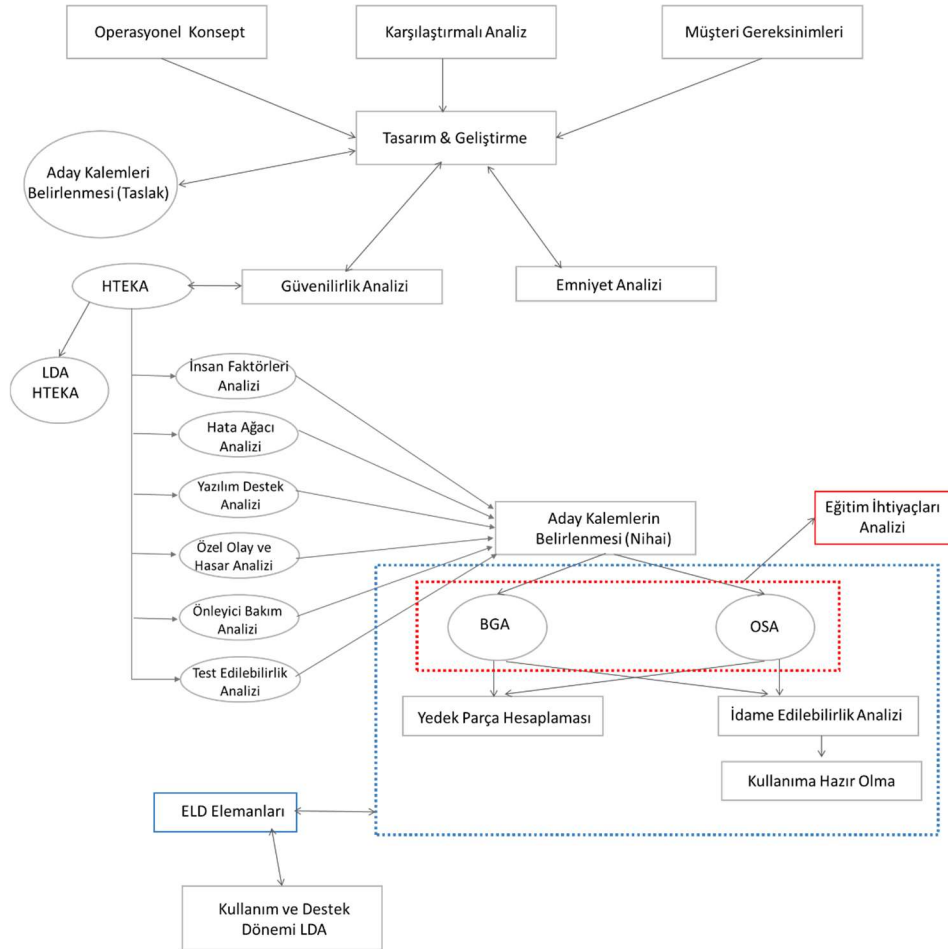 Operasyonel Konsept
Karşılaştırmalı Analiz
Müşteri Gereksinimleri
Tasarım & Geliştirme
Aday Kalemleri
Belirlenmesi (Taslak)
HTEKA
Güvenilirlik Analizi
Emniyet Analizi
LDA
HTEKA
İnsan Faktörleri
Analizi
Hata Ağacı
Analizi
Yazılım Destek
Analizi
Özel Olay ve
Hasar Analizi
Önleyici Bakım
Analizi
Test Edilebilirlik
Analizi
Aday Kalemlerin
Belirlenmesi (Nihai)
Eğitim İhtiyaçları
Analizi
BGA
OSA
Yedek Parça Hesaplaması
İdame Edilebilirlik Analizi
Kullanıma Hazır Olma
ELD Elemanları
Kullanım ve Destek
Dönemi LDA